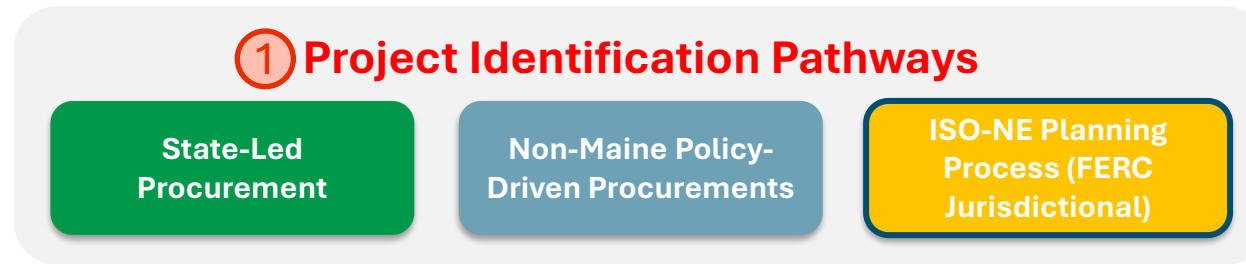 1 Project Identification Pathways
State-Led
Procurement
Non-Maine Policy-
Driven Procurements
ISO-NE Planning
Process (FERC
Jurisdictional)